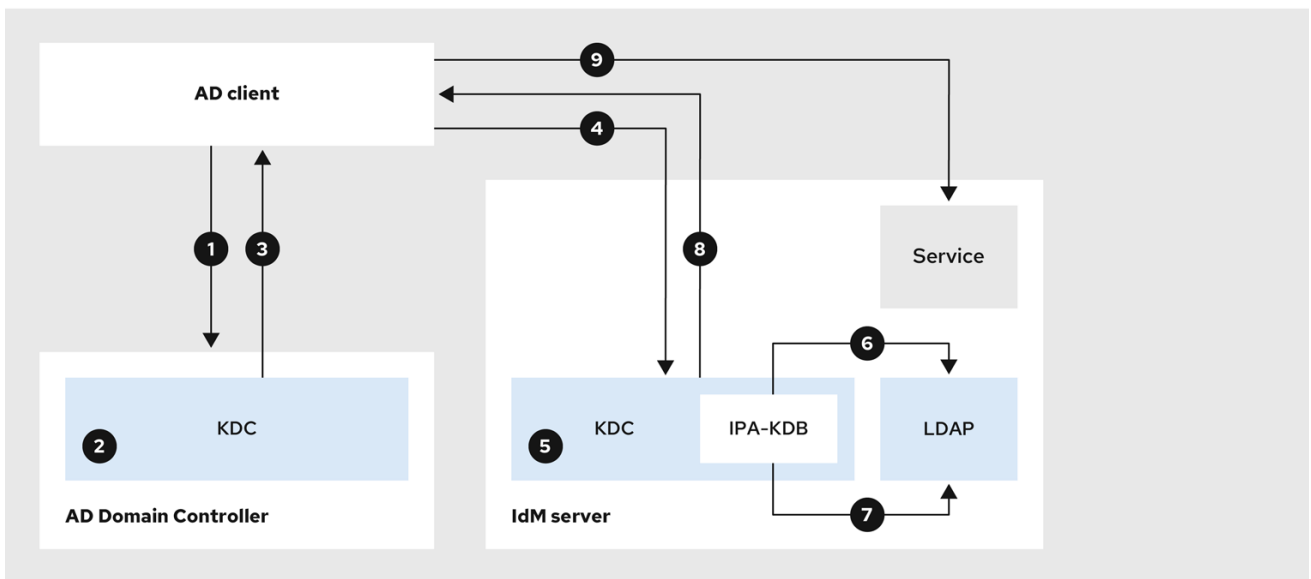 9
AD client
4
1
3
8
Service
6
2
KDC
5
KDC
IPA-KDB
LDAP
AD Domain Controller
IdM server
7